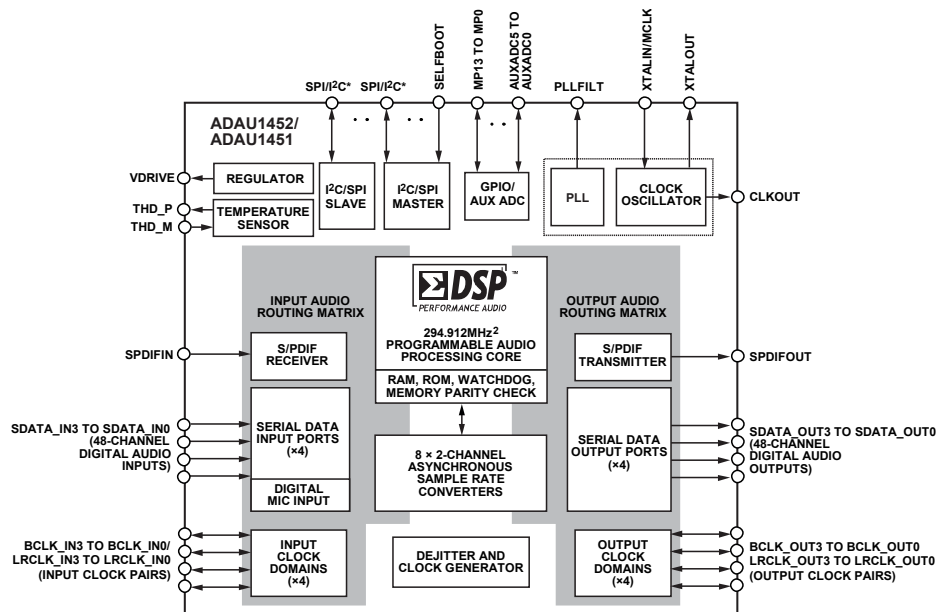 SPI/I²C*
SPI/I²C*
SELFBOOT
MP13 TO MP0
AUXADC5 TO
AUXADC0
PLLFILT
XTALIN/MCLK
XTALOUT
ADAU1452/
ADAU1451
VDRIVE
REGULATOR
THD_P
THD_M
TEMPERATURE
SENSOR
I²C/SPI
SLAVE
I²C/SPI
MASTER
GPIO/
AUX ADC
PLL
CLOCK
OSCILLATOR
CLKOUT
INPUT AUDIO
ROUTING MATRIX
ΣDSP™
PERFORMANCE AUDIO
294.912MHz²
PROGRAMMABLE AUDIO
PROCESSING CORE
RAM, ROM, WATCHDOG,
MEMORY PARITY CHECK
OUTPUT AUDIO
ROUTING MATRIX
SPDIFIN
S/PDIF
RECEIVER
S/PDIF
TRANSMITTER
SPDIFOUT
SDATA_IN3 TO SDATA_IN0
(48-CHANNEL
DIGITAL AUDIO
INPUTS)
SERIAL DATA
INPUT PORTS
(×4)
DIGITAL
MIC INPUT
8 × 2-CHANNEL
ASYNCHRONOUS
SAMPLE RATE
CONVERTERS
SERIAL DATA
OUTPUT PORTS
(×4)
SDATA_OUT3 TO SDATA_OUT0
(48-CHANNEL
DIGITAL AUDIO
OUTPUTS)
BCLK_IN3 TO BCLK_IN0/
LRCLK_IN3 TO LRCLK_IN0
(INPUT CLOCK PAIRS)
INPUT
CLOCK
DOMAINS
(×4)
DEJITTER AND
CLOCK GENERATOR
OUTPUT
CLOCK
DOMAINS
(×4)
BCLK_OUT3 TO BCLK_OUT0
LRCLK_OUT3 TO LRCLK_OUT0
(OUTPUT CLOCK PAIRS)